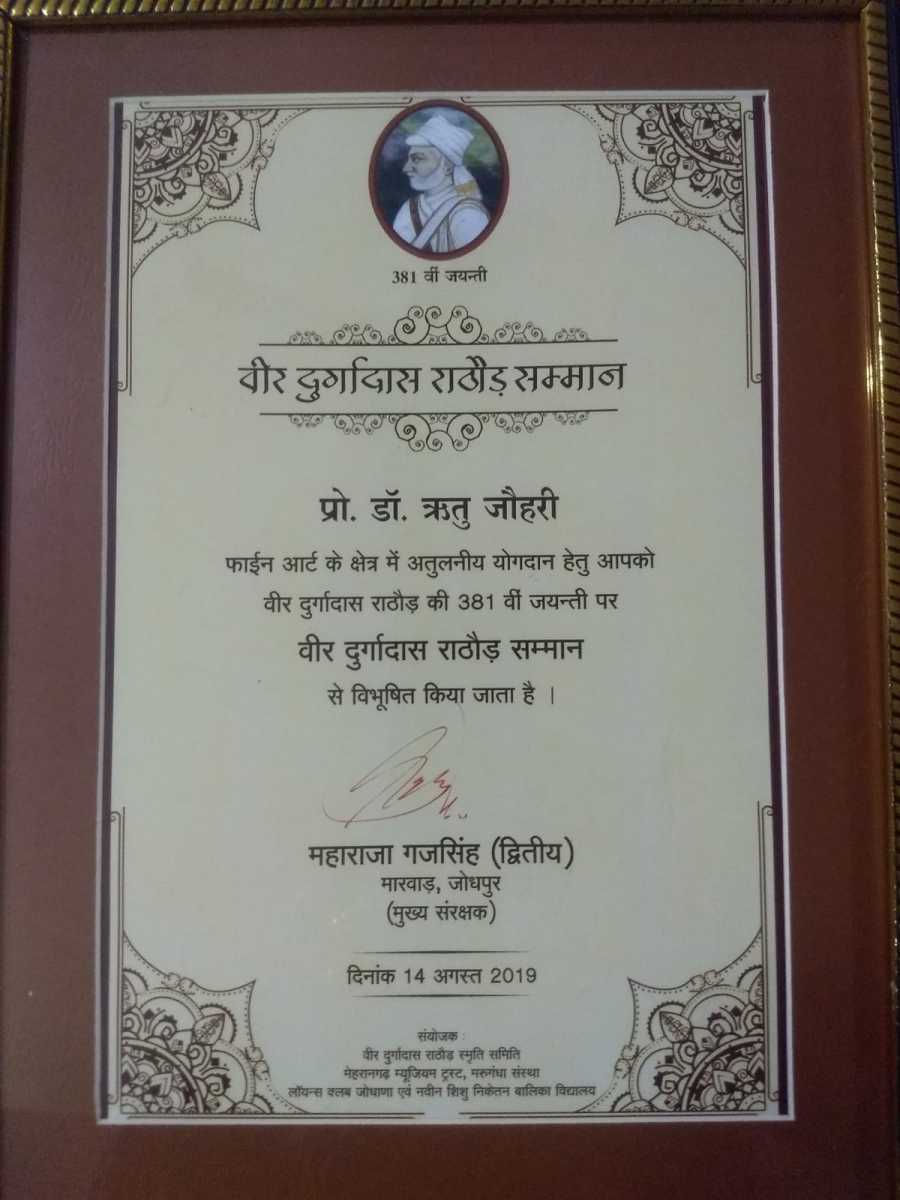 381 वीं जयन्ती
वीर दुर्गादास राठौड़ सम्मान
प्रो. डॉ. ऋतु जौहरी
फाईन आर्ट के क्षेत्र में अतुलनीय योगदान हेतु आपको
वीर दुर्गादास राठौड़ की 381 वीं जयन्ती पर
वीर दुर्गादास राठौड़ सम्मान
से विभूषित किया जाता है ।
महाराजा गजसिंह (द्वितीय)
मारवाड़, जोधपुर
(मुख्य संरक्षक)
दिनांक 14 अगस्त 2019
संयोजक :
वीर दुर्गादास राठौड़ स्मृति समिति
मेहरानगढ़ म्यूजियम ट्रस्ट, मरुगंधा संस्था
लॉयन्स क्लब जोधाणा एवं नवीन शिशु निकेतन बालिका विद्यालय